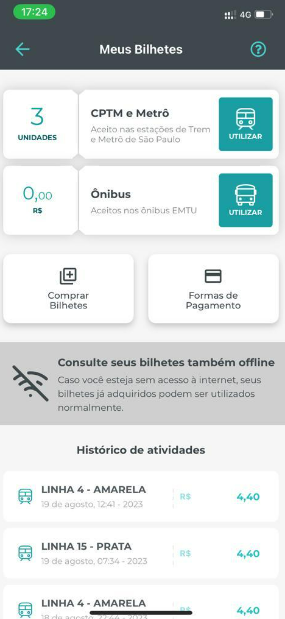 17:24
4G
Meus Bilhetes
3
UNIDADES
CPTM e Metrô
Aceito nas estações de Trem
e Metrô de São Paulo
UTILIZAR
0,00
R$
Ônibus
Aceitos nos ônibus EMTU
UTILIZAR
Comprar
Bilhetes
Formas de
Pagamento
Consulte seus bilhetes também offline
Caso você esteja sem acesso à internet, seus
bilhetes já adquiridos podem ser utilizados
normalmente.
Histórico de atividades
LINHA 4 - AMARELA
19 de agosto, 12:41 - 2023
R$
4,40
LINHA 15 - PRATA
19 de agosto, 07:34 - 2023
R$
4,40
LINHA 4 - AMARELA
18 de agosto, 22:44 - 2023
R$
4,40